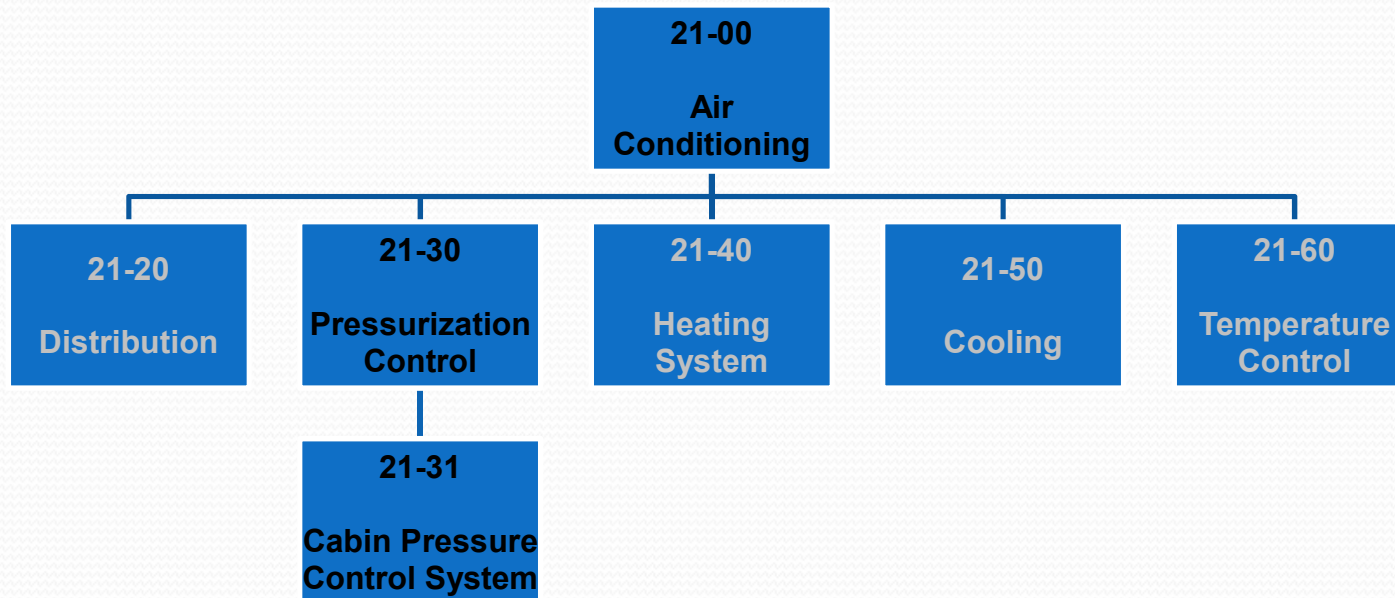 21-00
Air
Conditioning
21-20
Distribution
21-30
Pressurization
Control
21-40
Heating
System
21-50
Cooling
21-60
Temperature
Control
21-31
Cabin Pressure
Control System